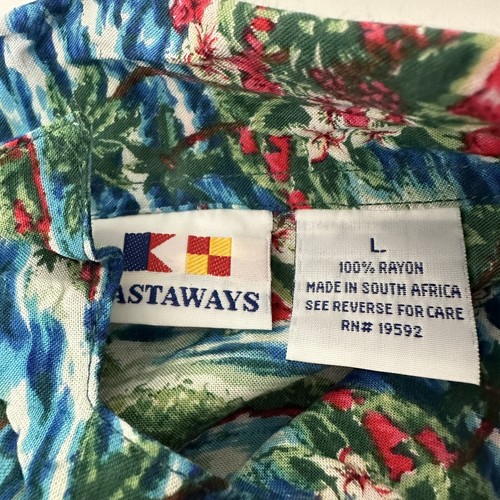 ASTAWAYS
L
100% RAYON
MADE IN SOUTH AFRICA
SEE REVERSE FOR CARE
RN# 19592